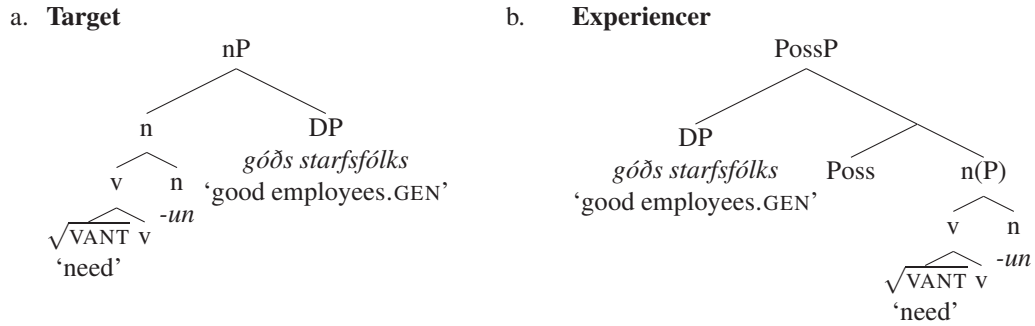 a. Target b. Experiencer
nP PossP
n DP DP
v n góðs starfsfólks góðs starfsfólks Poss n(P)
√VANT v -un 'good employees.GEN' 'good employees.GEN' v n
'need' √VANT v -un
'need'